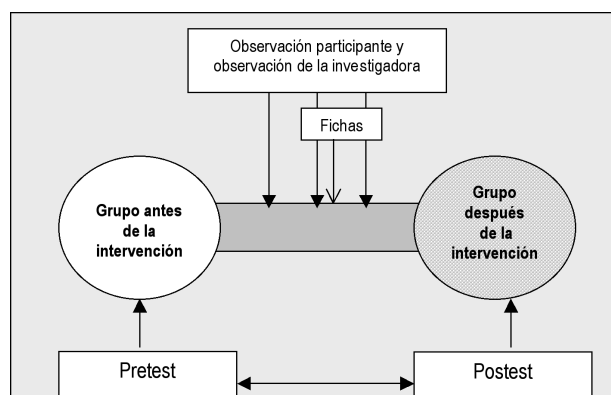 Observación participante y
observación de la investigadora
Fichas
Grupo antes
de la
intervención
Grupo
después
de la
intervención
Pretest
Postest